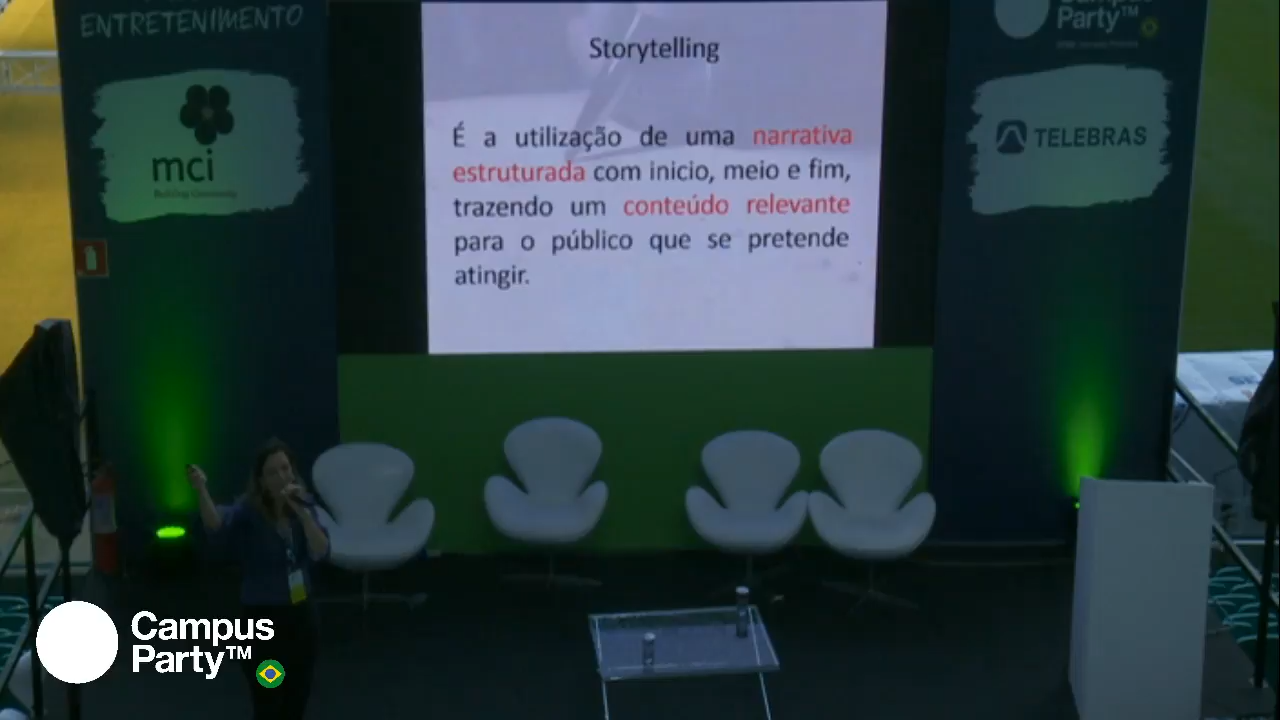 ENTRETENIMENTO
mci
Party™
TELEBRAS
Storytelling
É a utilização de uma narrativa
estruturada com inicio, meio e fim,
trazendo um conteúdo relevante
para o público que se pretende
atingir.
Campus
Party™